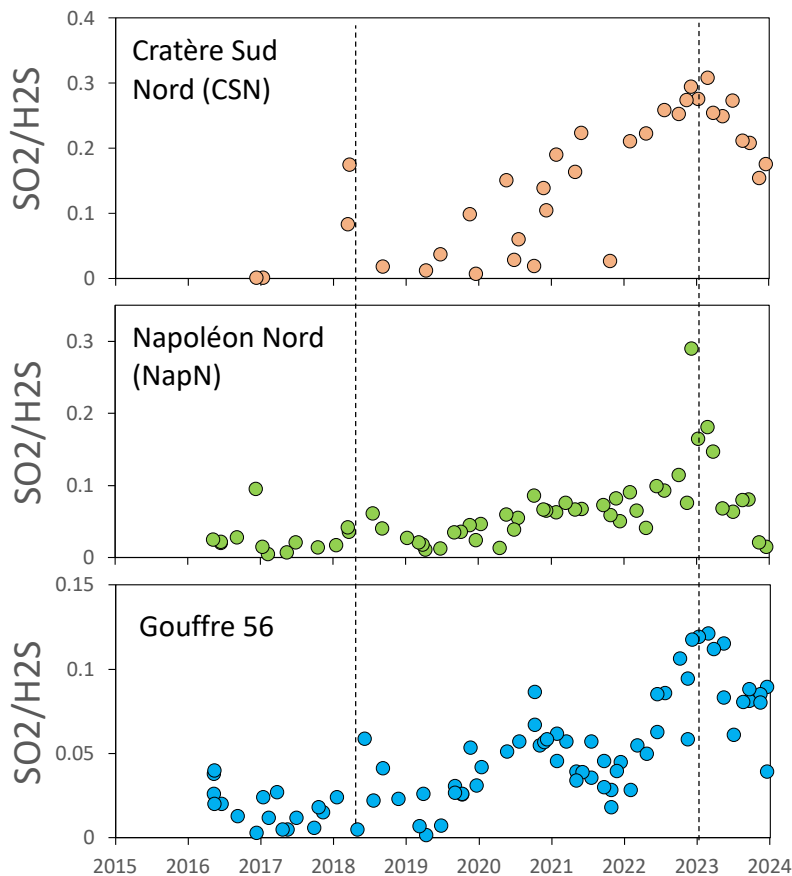 0.4
Cratère Sud
Nord (CSN)
0.3
0.2
0.1
0
SO2/H2S
Napoléon Nord
(NapN)
0.3
0.2
0.1
0
SO2/H2S
0.15
Gouffre 56
0.1
0.05
0
SO2/H2S
2015 2016 2017 2018 2019 2020 2021 2022 2023 2024